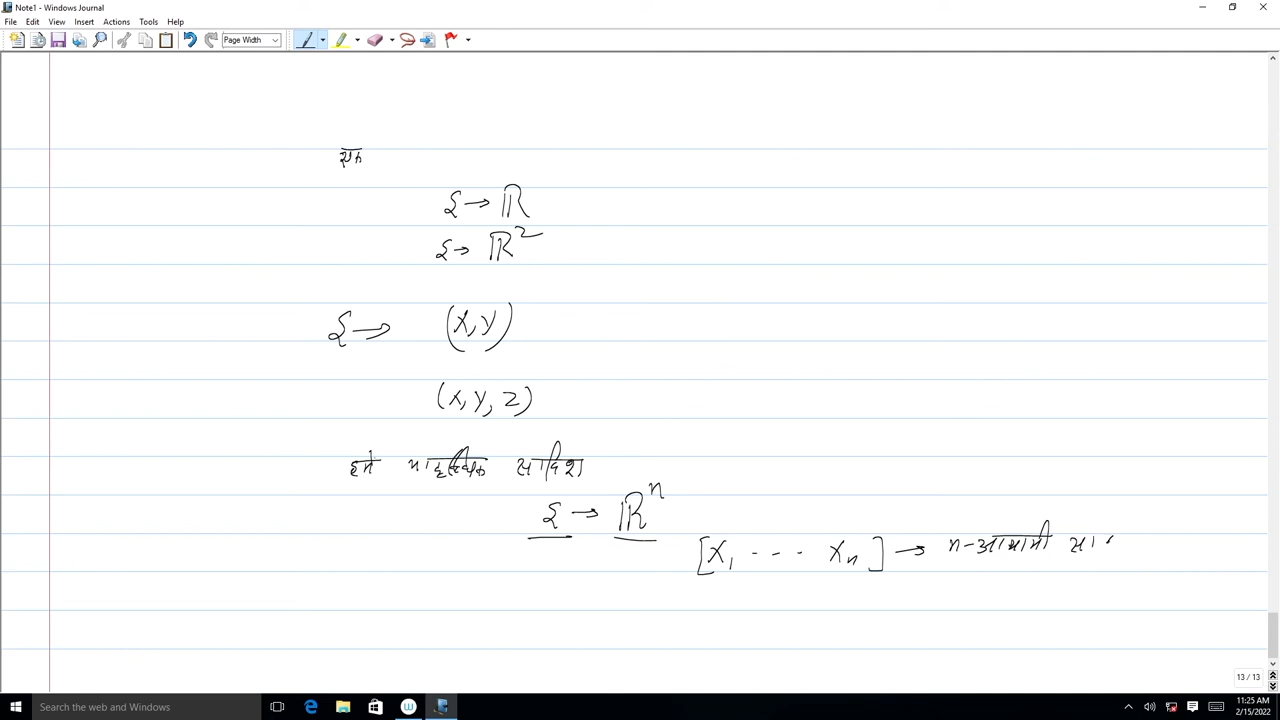 Note1 - Windows Journal
File Edit View Insert Actions Tools Help
Page Width
एक
ξ → ℝ
ξ → ℝ²
ξ → (X, Y)
(X, Y, Z)
सदिश
ξ → ℝⁿ
[X₁ - - - Xₙ] → n-आयामी
13 / 13
Search the web and Windows
11:25 AM
2/15/2022